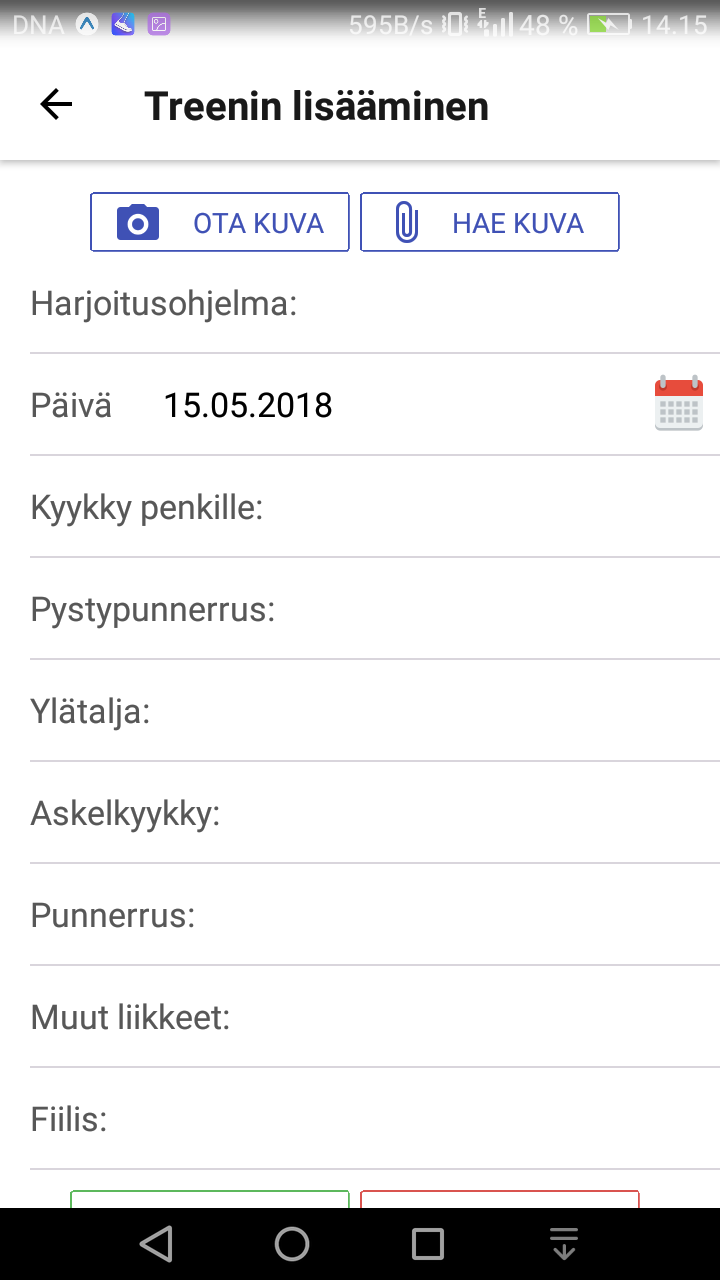 DNA 595B/s E 48 % 14.15
Treenin lisääminen
OTA KUVA HAE KUVA
Harjoitusohjelma:
Päivä 15.05.2018
Kyykky penkille:
Pystypunnerrus:
Ylätalja:
Askelkyykky:
Punnerrus:
Muut liikkeet:
Fiilis: